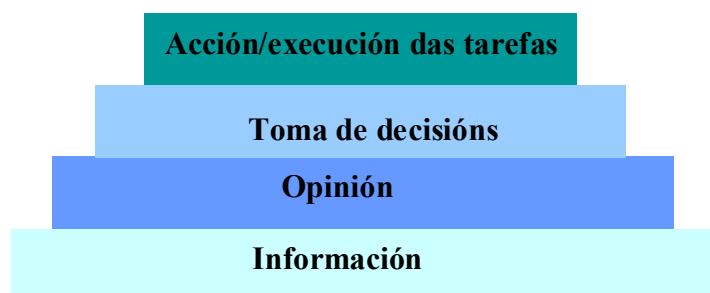 Acción/execución das tarefas
Toma de decisións
Opinión
Información